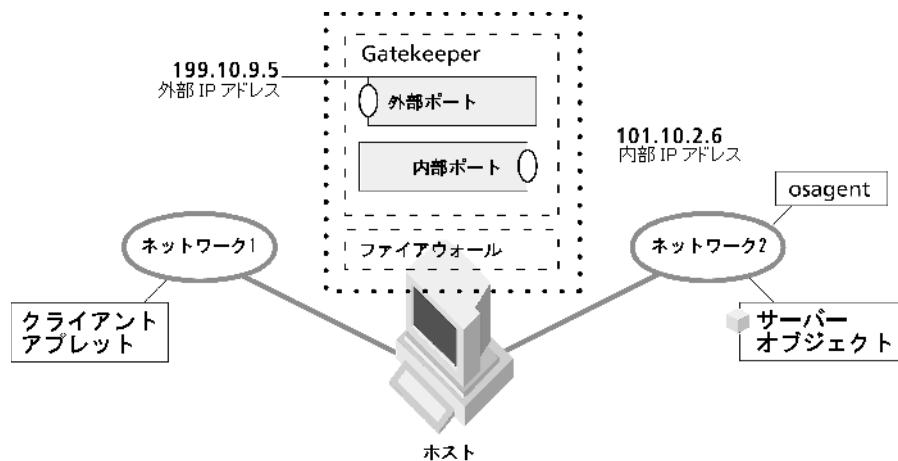 Gatekeeper
199.10.9.5
外部 IP アドレス
外部ポート
101.10.2.6
内部 IP アドレス
内部ポート
osagent
ネットワーク1
ファイアウォール
ネットワーク2
クライアント
アプレット
サーバー
オブジェクト
ホスト